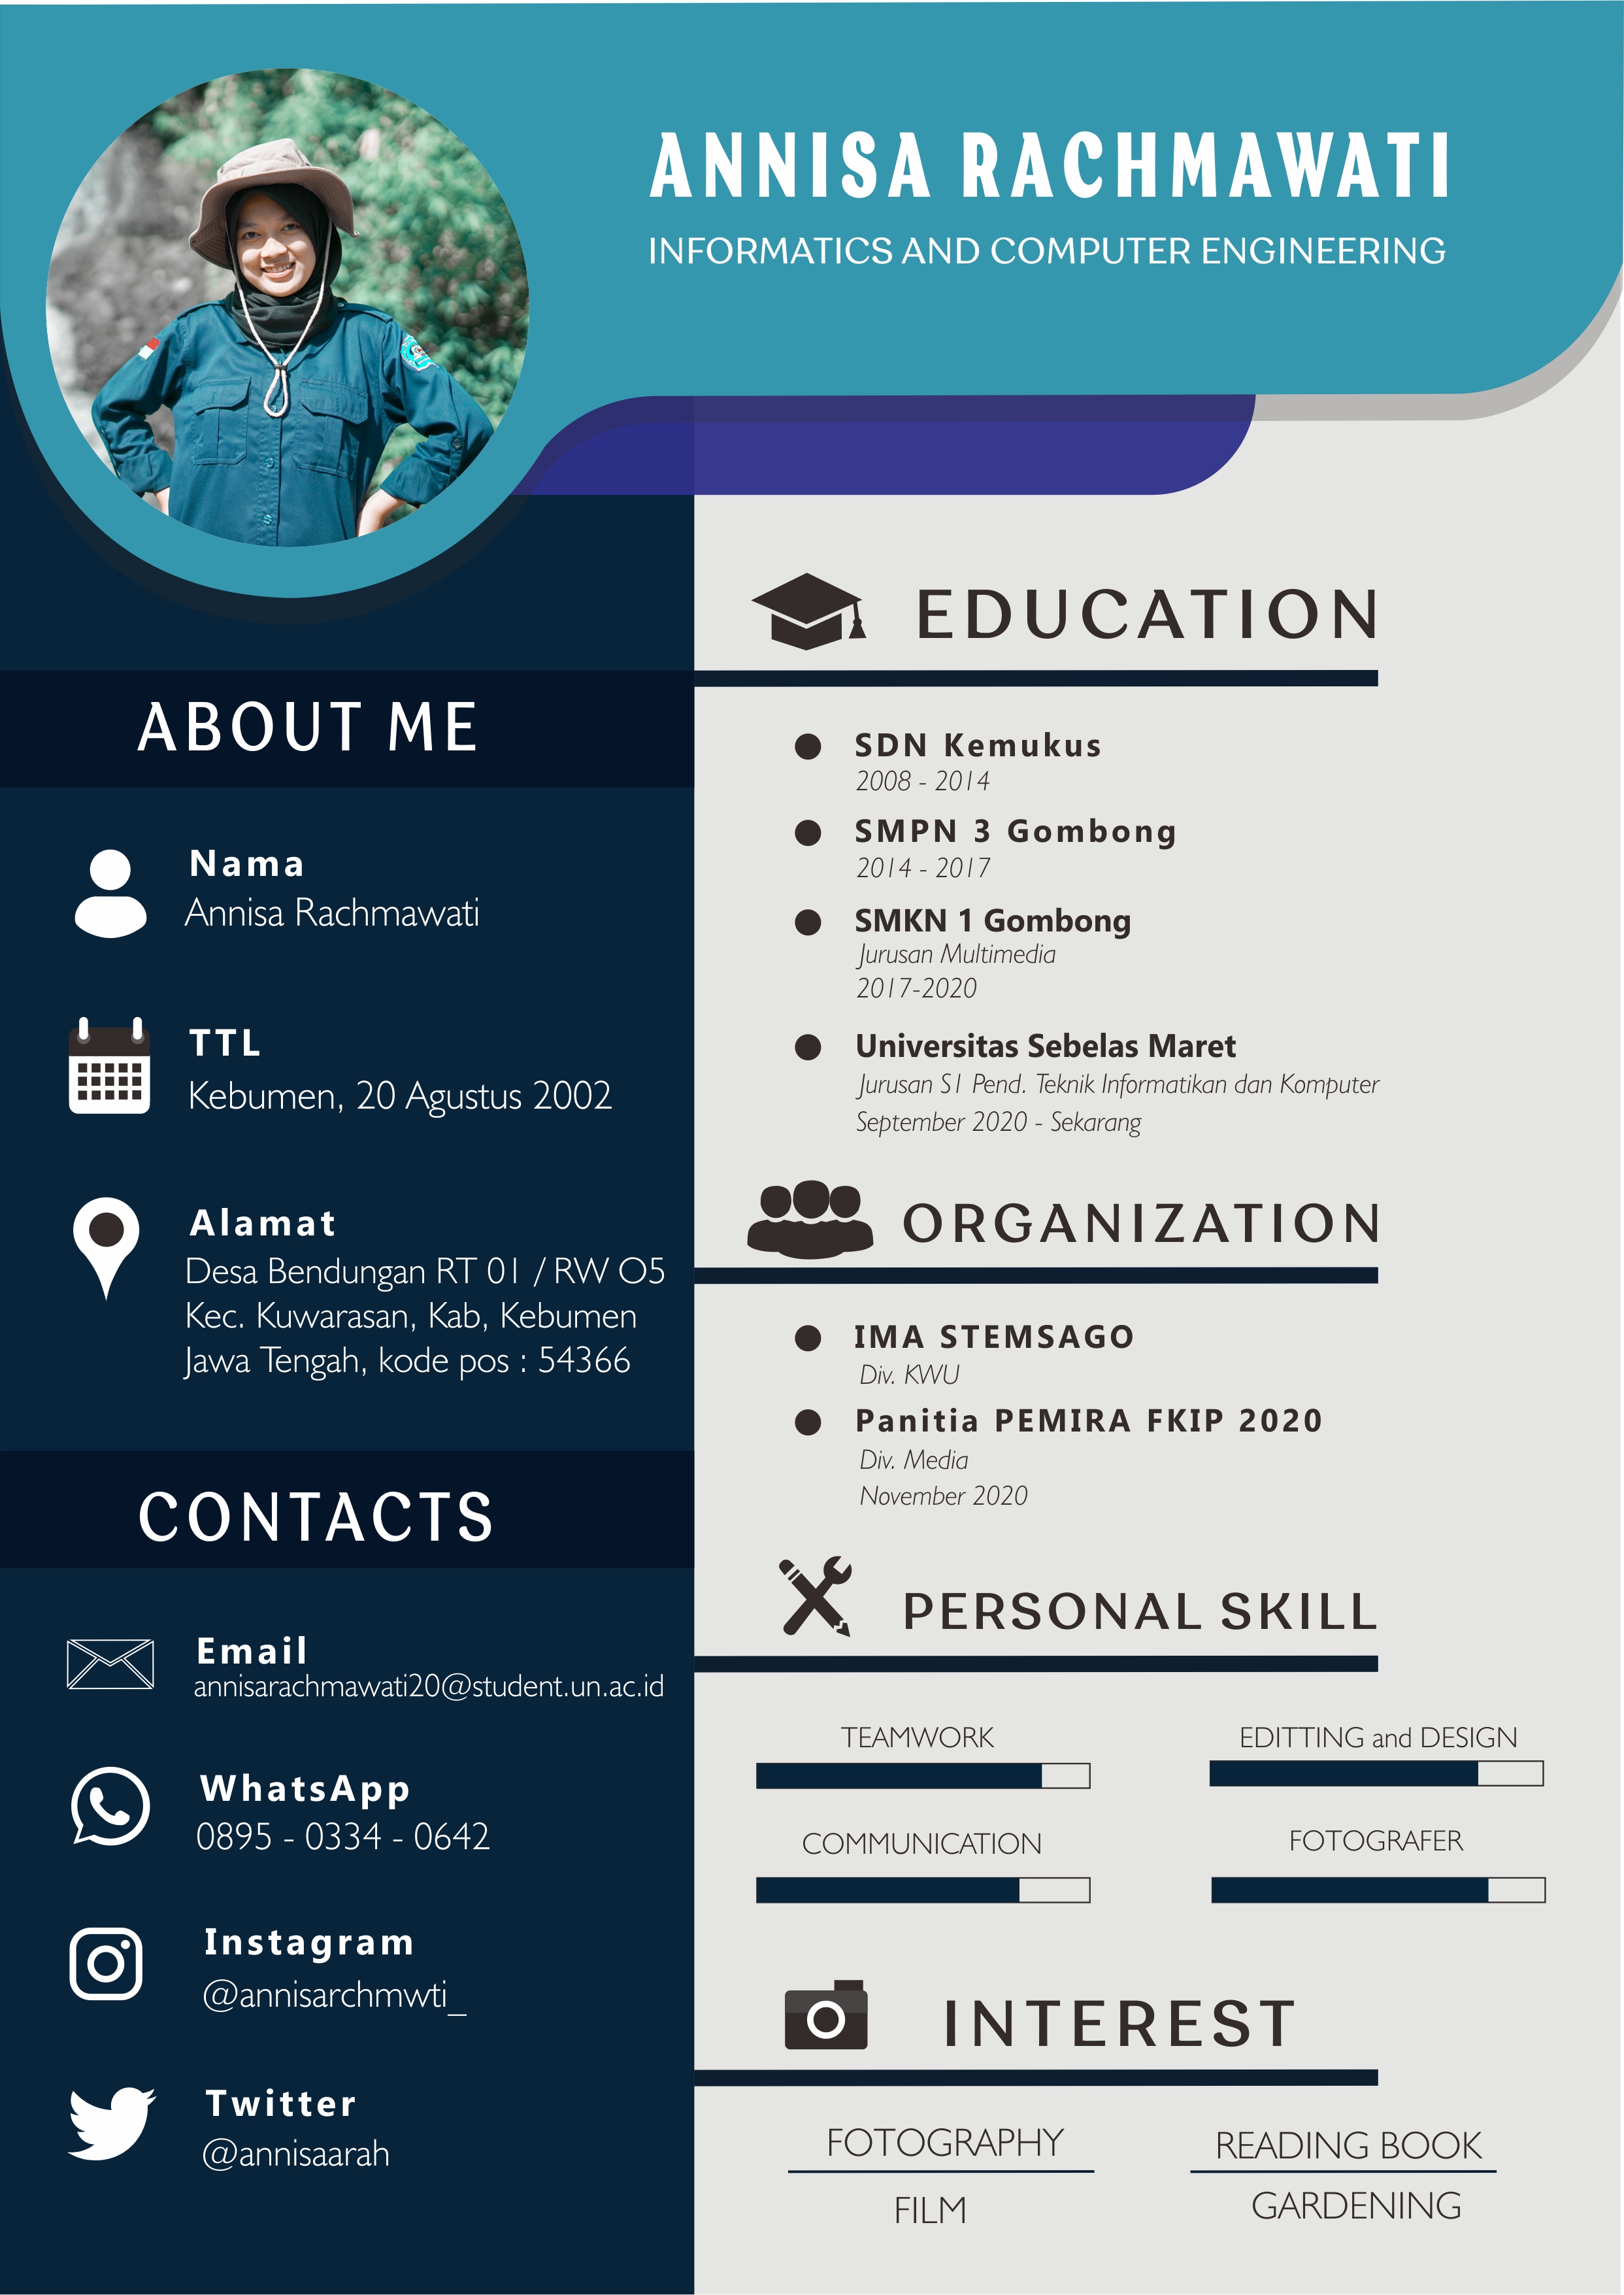 ANNISA RACHMAWATI
INFORMATICS AND COMPUTER ENGINEERING
ABOUT ME
Nama
Annisa Rachmawati
TTL
Kebumen, 20 Agustus 2002
Alamat
Desa Bendungan RT 01 / RW O5
Kec. Kuwarasan, Kab, Kebumen
Jawa Tengah, kode pos : 54366
CONTACTS
Email
annisarachmawati20@student.un.ac.id
WhatsApp
0895 - 0334 - 0642
Instagram
@annisarchmwti_
Twitter
@annisaarah
EDUCATION
SDN Kemukus
2008 - 2014
SMPN 3 Gombong
2014 - 2017
SMKN 1 Gombong
Jurusan Multimedia
2017-2020
Universitas Sebelas Maret
Jurusan S1 Pend. Teknik Informatikan dan Komputer
September 2020 - Sekarang
ORGANIZATION
IMA STEMSAGO
Div. KWU
Panitia PEMIRA FKIP 2020
Div. Media
November 2020
PERSONAL SKILL
TEAMWORK
EDITTING and DESIGN
COMMUNICATION
FOTOGRAFER
INTEREST
FOTOGRAPHY
READING BOOK
FILM
GARDENING